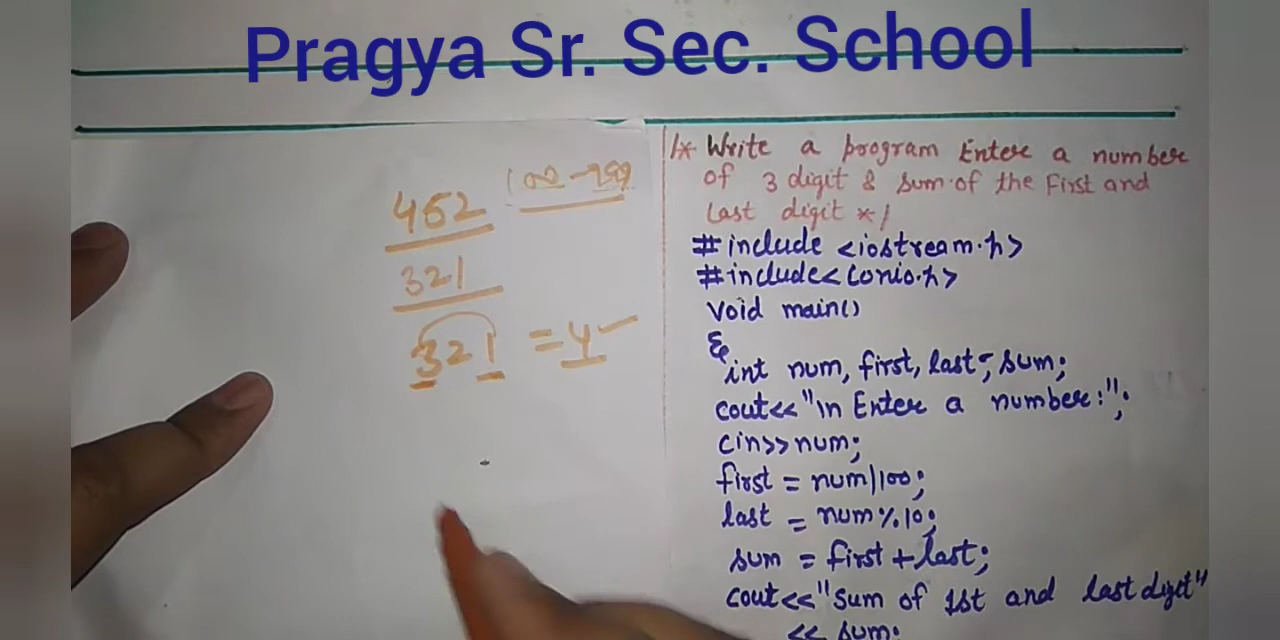 Pragya Sr. Sec. School
452
321
321 = 4
/* Write a program Enter a number
of 3 digit & sum of the First and
Last digit */
#include <iostream.h>
#include<conio.h>
Void main()
{
int num, first, last, sum;
cout<<"\n Enter a number:";
cin>>num;
first = num/100;
last = num%10;
sum = first + last;
cout<<"Sum of 1st and last digit"
<< sum;